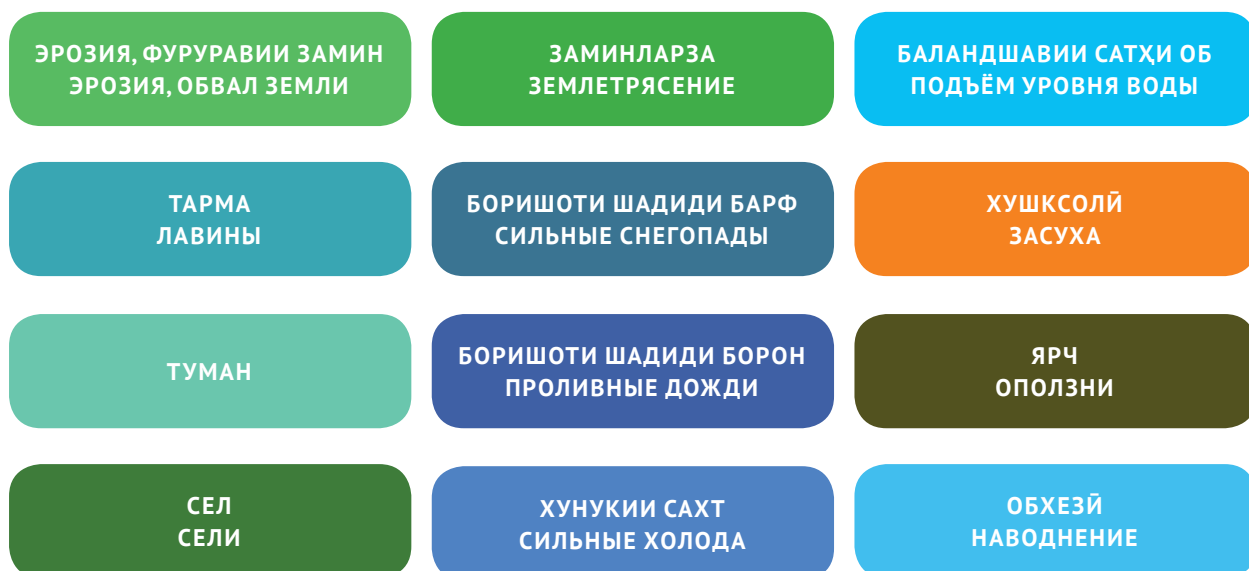 ЭРОЗИЯ, ФУРУРАВИИ ЗАМИН
ЭРОЗИЯ, ОБВАЛ ЗЕМЛИ
ЗАМИНЛАРЗА
ЗЕМЛЕТРЯСЕНИЕ
БАЛАНДШАВИИ САТҲИ ОБ
ПОДЪЁМ УРОВНЯ ВОДЫ
ТАРМА
ЛАВИНЫ
БОРИШОТИ ШАДИДИ БАРФ
СИЛЬНЫЕ СНЕГОПАДЫ
ХУШКСОЛӢ
ЗАСУХА
ТУМАН
БОРИШОТИ ШАДИДИ БОРОН
ПРОЛИВНЫЕ ДОЖДИ
ЯРЧ
ОПОЛЗНИ
СЕЛ
СЕЛИ
ХУНУКИИ САХТ
СИЛЬНЫЕ ХОЛОДА
ОБХЕЗӢ
НАВОДНЕНИЕ